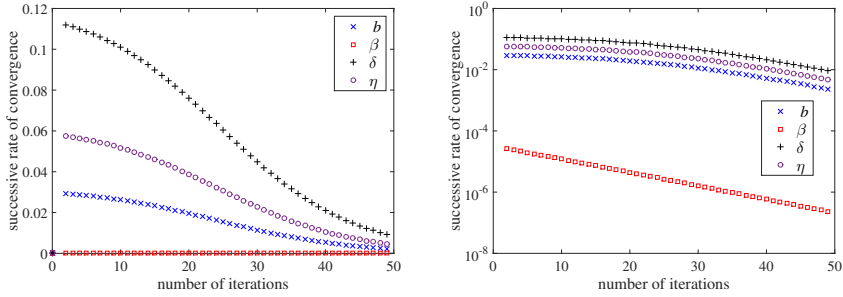 0.12
0.1
0.08
0.06
0.04
0.02
0
0
10
20
30
40
50
successive rate of convergence
number of iterations
b
β
δ
η
10^0
10^-2
10^-4
10^-6
10^-8
0
10
20
30
40
50
successive rate of convergence
number of iterations
b
β
δ
η